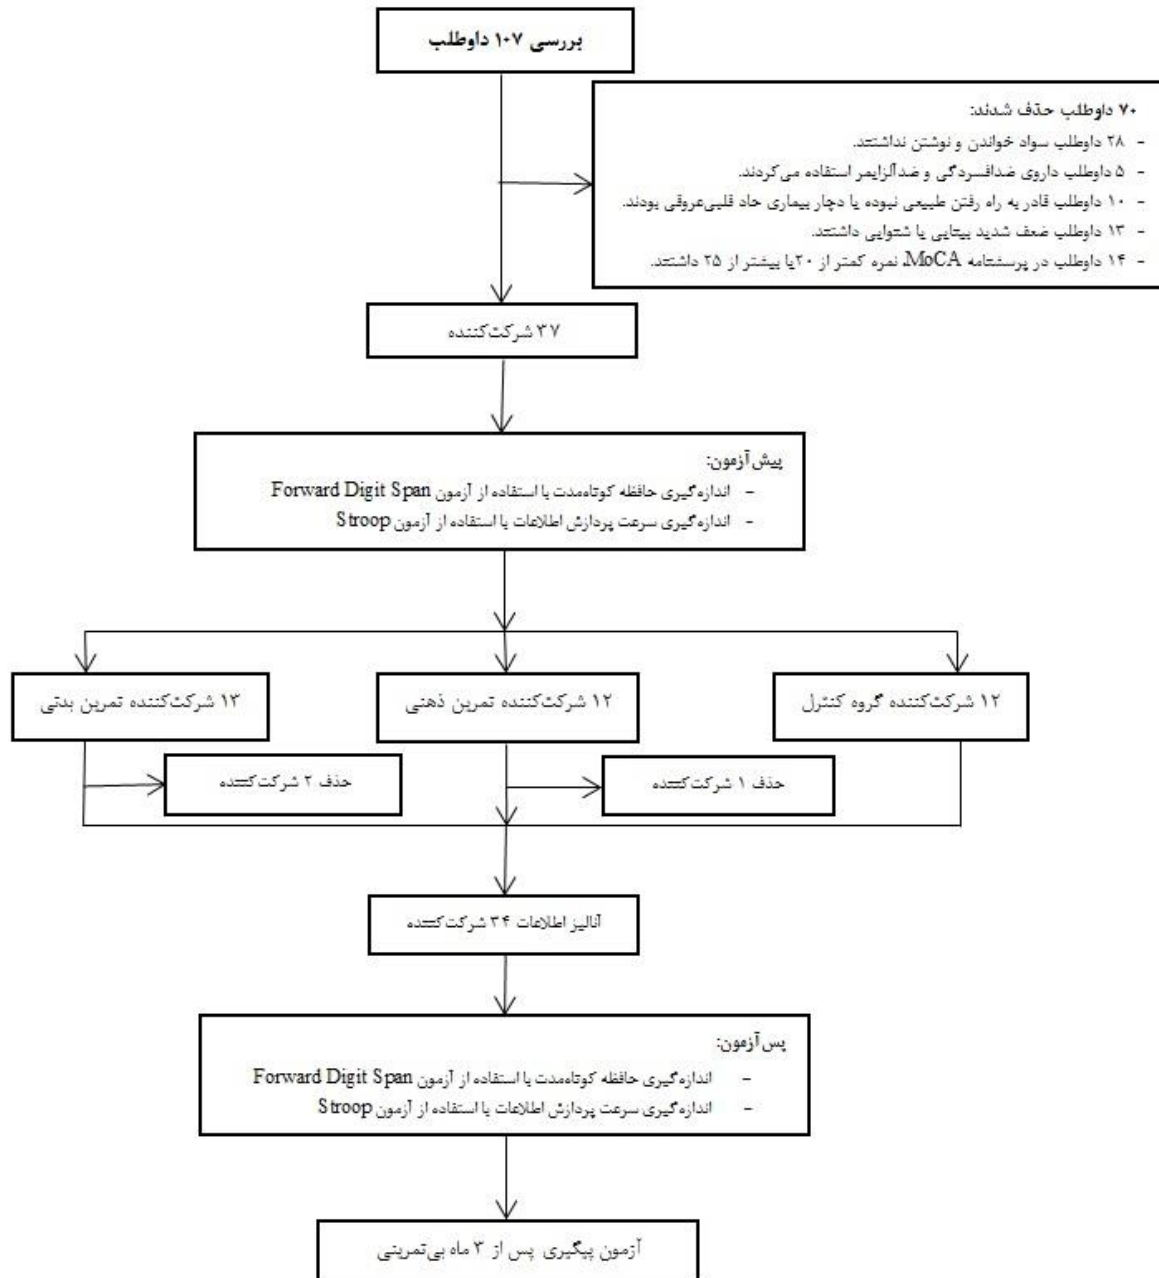 بررسی ۱۰۷ داوطلب
۷۰ داوطلب حذف شدند:
- ۲۸ داوطلب سواد خواندن و نوشتن نداشتند.
- ۵ داوطلب داروی ضدافسردگی و ضدآلزایمر استفاده می‌کردند.
- ۱۰ داوطلب قادر به راه رفتن طبیعی نبوده یا دچار بیماری حاد قلبی‌عروقی بودند.
- ۱۳ داوطلب ضعف شدید بینایی یا شنوایی داشتند.
- ۱۴ داوطلب در پرسشنامه MoCA، نمره کمتر از ۲۰ یا بیشتر از ۲۵ داشتند.
۳۷ شرکت‌کننده
پیش‌آزمون:
- اندازه‌گیری حافظه کوتاه‌مدت با استفاده از آزمون Forward Digit Span
- اندازه‌گیری سرعت پردازش اطلاعات با استفاده از آزمون Stroop
۱۲ شرکت‌کننده گروه کنترل
۱۲ شرکت‌کننده تمرین ذهنی
۱۳ شرکت‌کننده تمرین بدنی
حذف ۱ شرکت‌کننده
حذف ۲ شرکت‌کننده
آنالیز اطلاعات ۳۴ شرکت‌کننده
پس‌آزمون:
- اندازه‌گیری حافظه کوتاه‌مدت با استفاده از آزمون Forward Digit Span
- اندازه‌گیری سرعت پردازش اطلاعات با استفاده از آزمون Stroop
آزمون پیگیری پس از ۳ ماه بی‌تمرینی